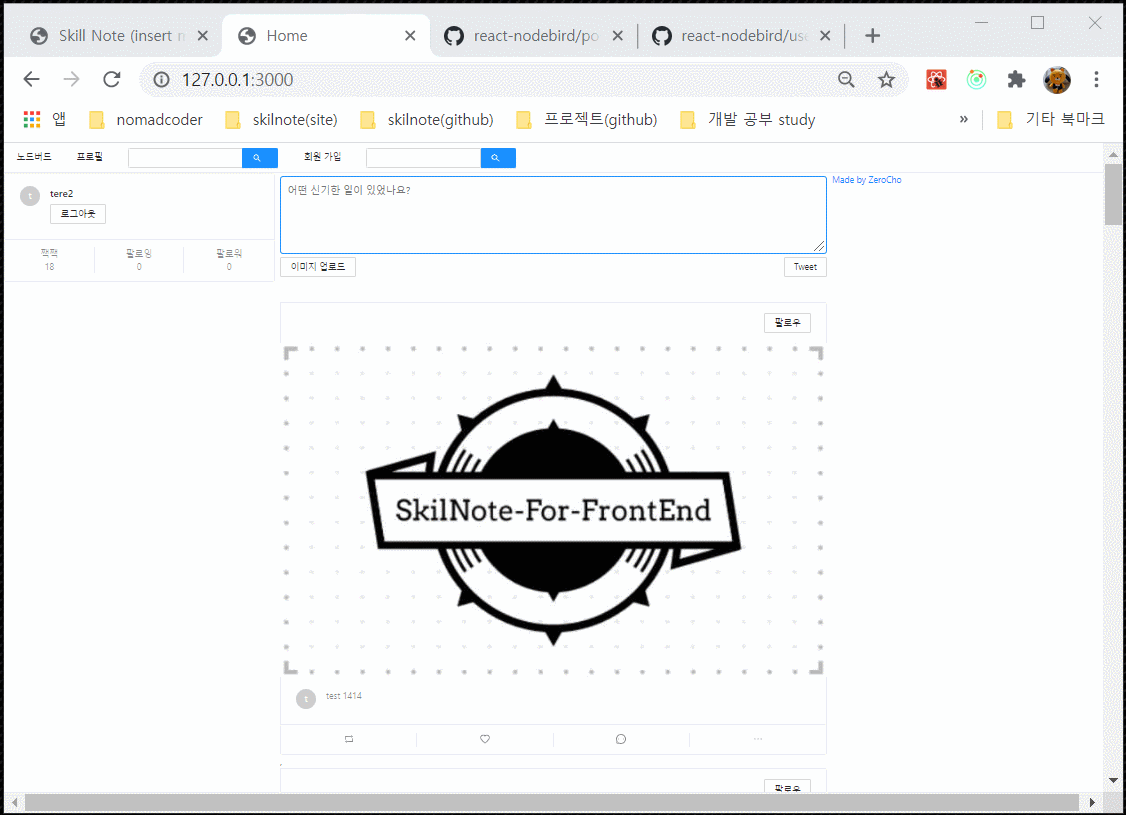 Skill Note (insert n
Home
react-nodebird/po
react-nodebird/use
127.0.0.1:3000
앱
nomadcoder
skilnote(site)
skilnote(github)
프로젝트(github)
개발 공부 study
»
기타 북마크
노드버드
프로필
회원 가입
t
tere2
로그아웃
짹짹
18
팔로잉
0
팔로워
0
어떤 신기한 일이 있었나요?
이미지 업로드
Tweet
Made by ZeroCho
팔로우
SkilNote-For-FrontEnd
t
test 1414
팔로우